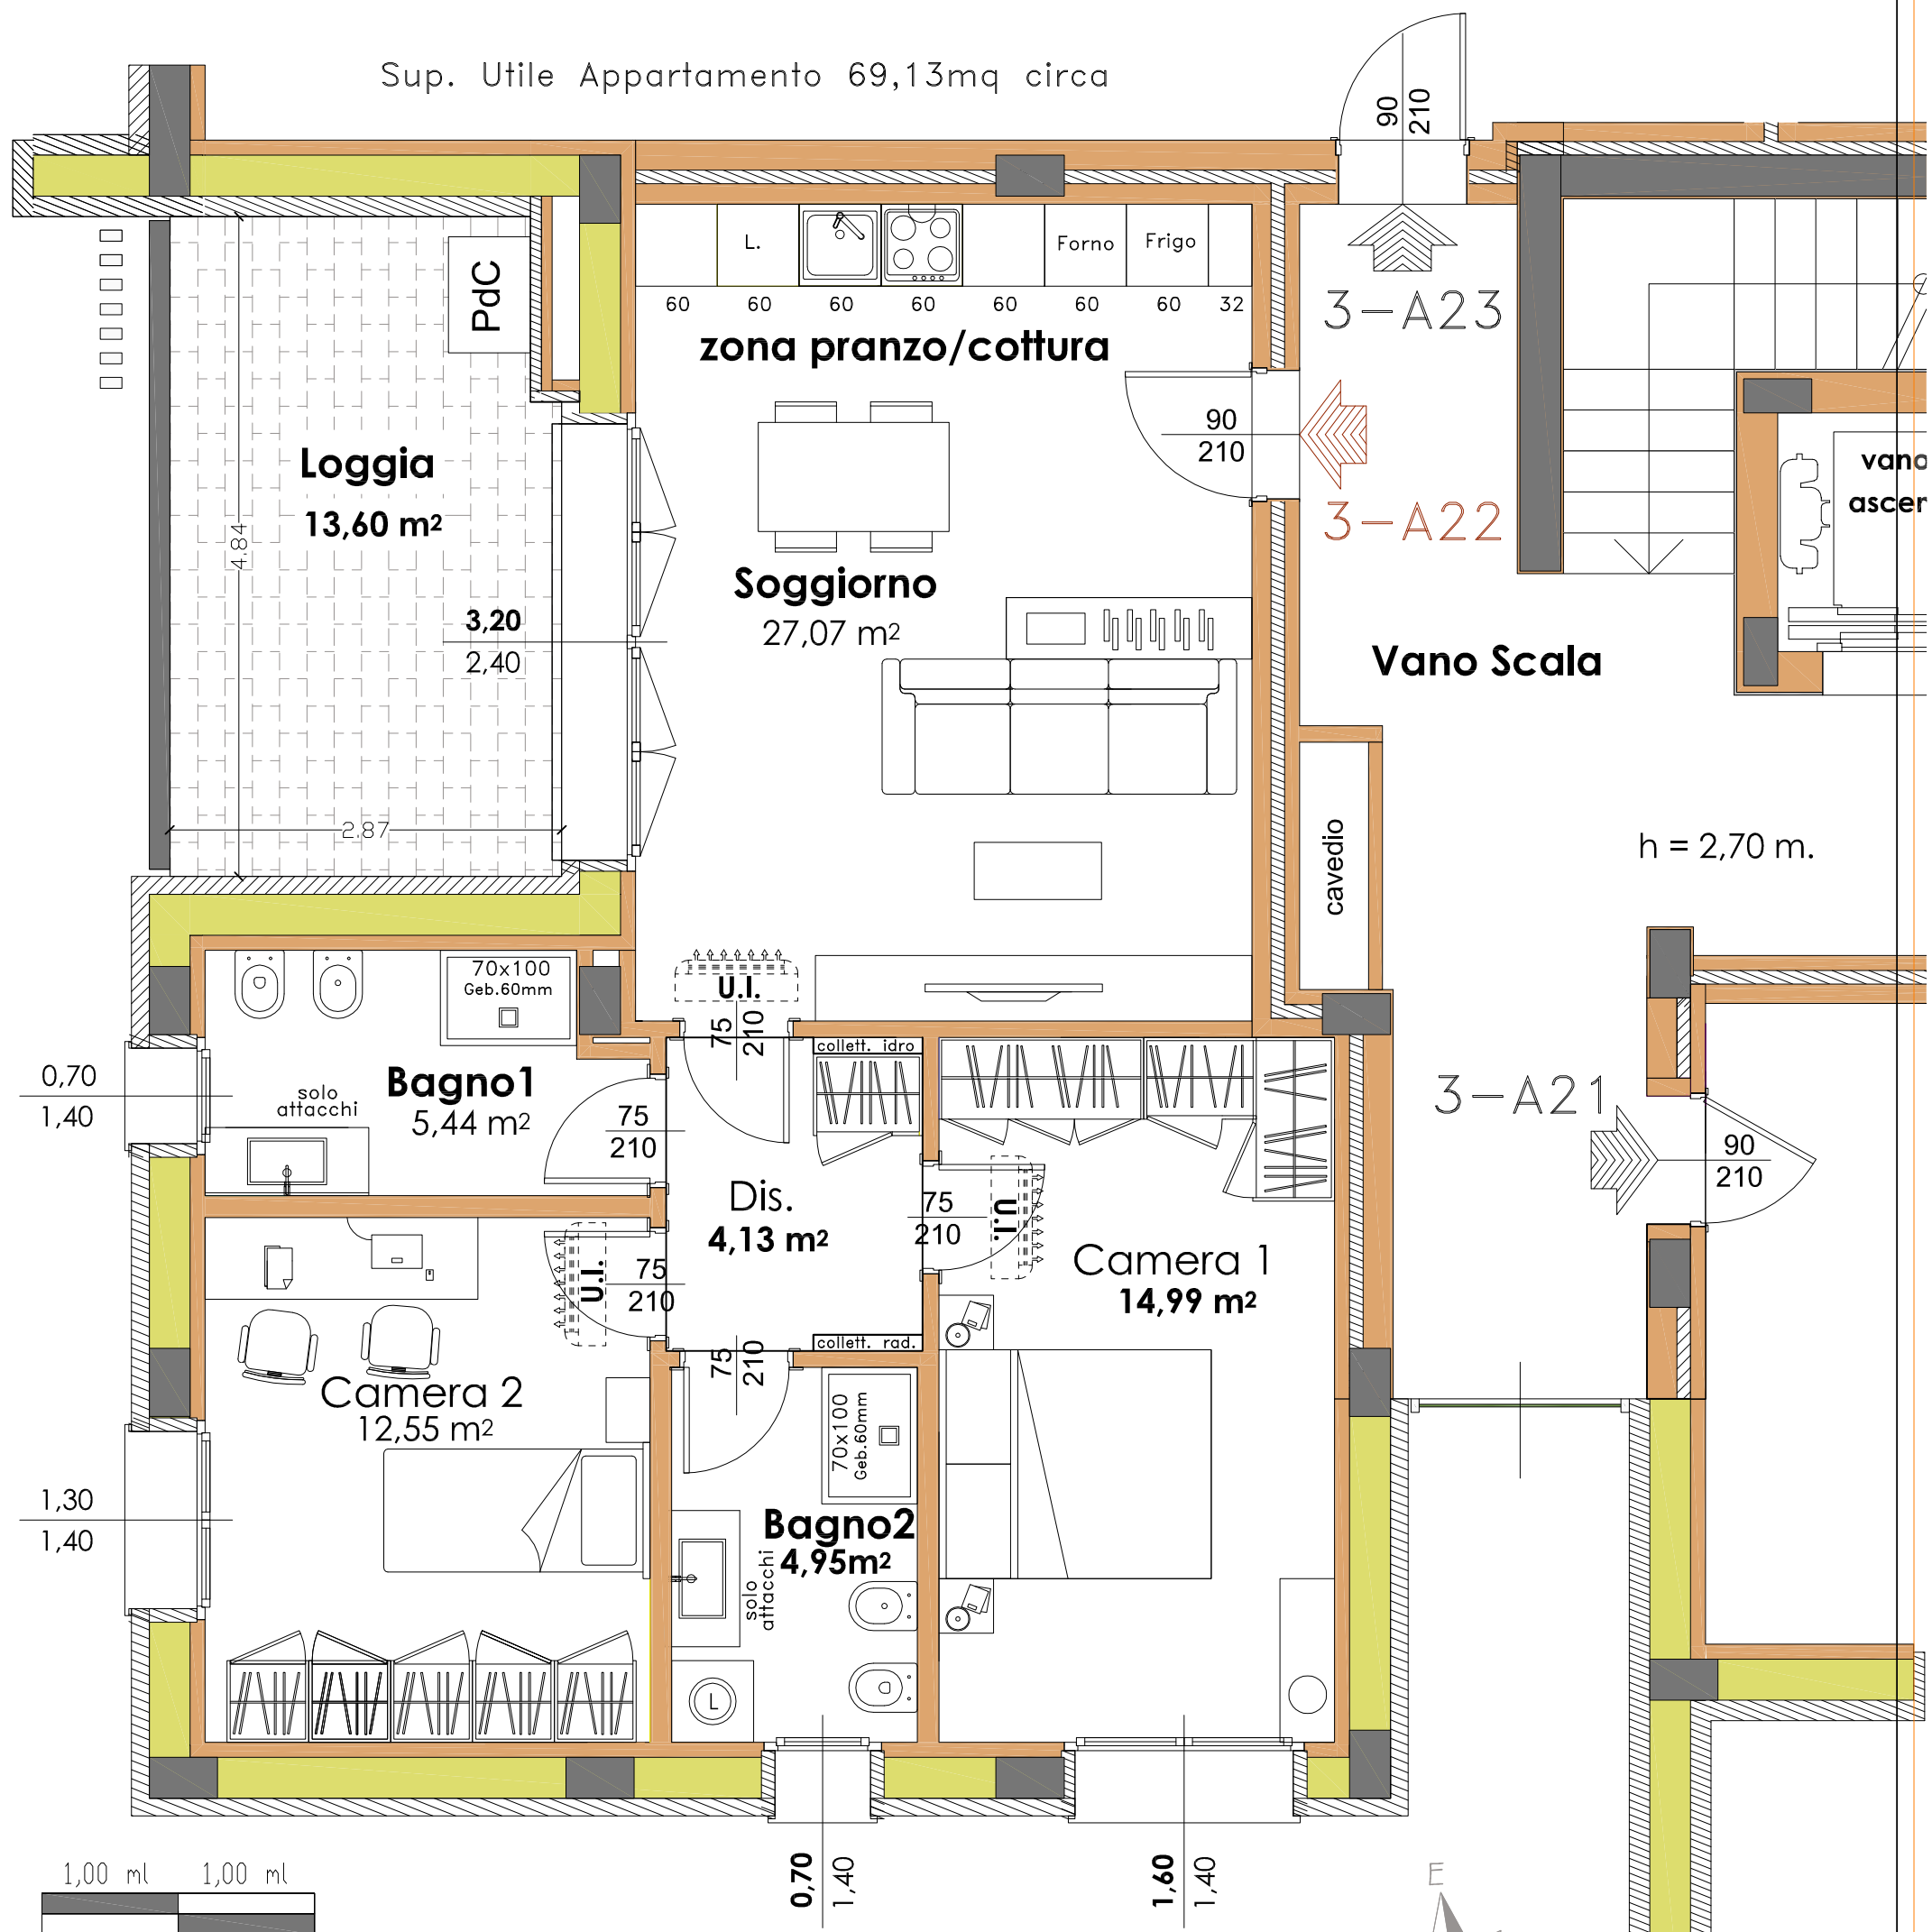 Sup. Utile Appartamento 69,13mq circa
90
210
L.
Forno
Frigo
60
60
60
60
60
60
60
32
zona pranzo/cottura
PdC
3-A23
90
210
3-A22
Loggia
13,60 m²
4.84
3,20
2,40
2.87
Soggiorno
27,07 m²
Vano Scala
cavedio
h = 2,70 m.
U.I.
75
210
70x100
Geb.60mm
0,70
1,40
solo
attacchi
Bagno1
5,44 m²
75
210
collett. idro
Dis.
4,13 m²
75
210
U.I.
Camera 1
14,99 m²
3-A21
90
210
U.I.
75
210
collett. rad.
75
210
Camera 2
12,55 m²
1,30
1,40
70x100
Geb.60mm
Bagno2
4,95m²
solo
attacchi
L
0,70
1,40
1,60
1,40
1,00 ml
1,00 ml
E